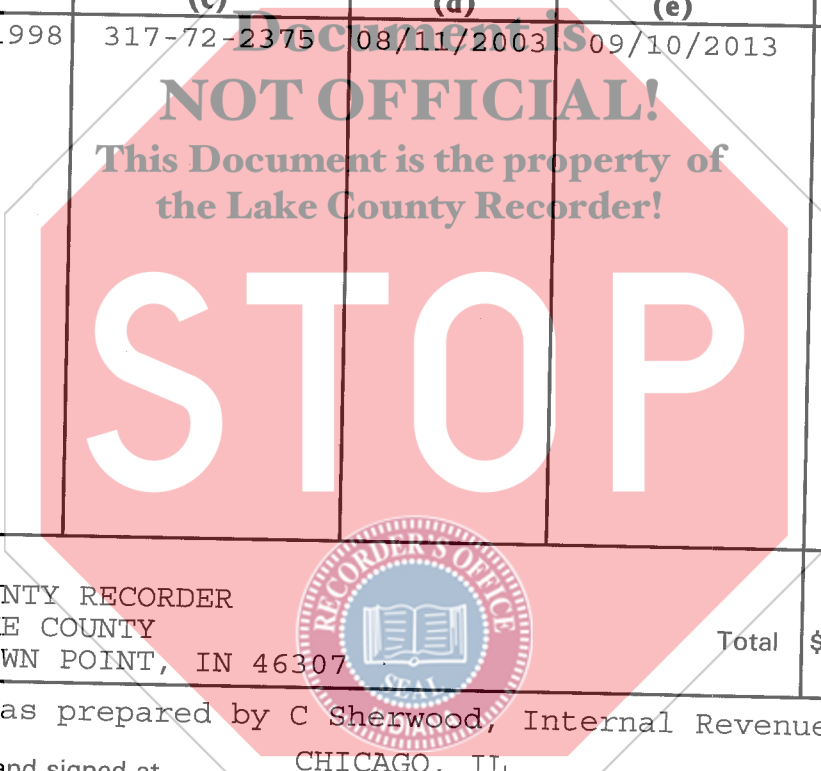 (c) (d) (e)
1998 317-72-2375 08/11/2003 09/10/2013
Document is
NOT OFFICIAL!
This Document is the property of
the Lake County Recorder!
STOP
RECORDER'S OFFICE
SEAL
NTY RECORDER
E COUNTY
WN POINT, IN 46307
Total $
as prepared by C Sherwood, Internal Revenue
and signed at CHICAGO, IL